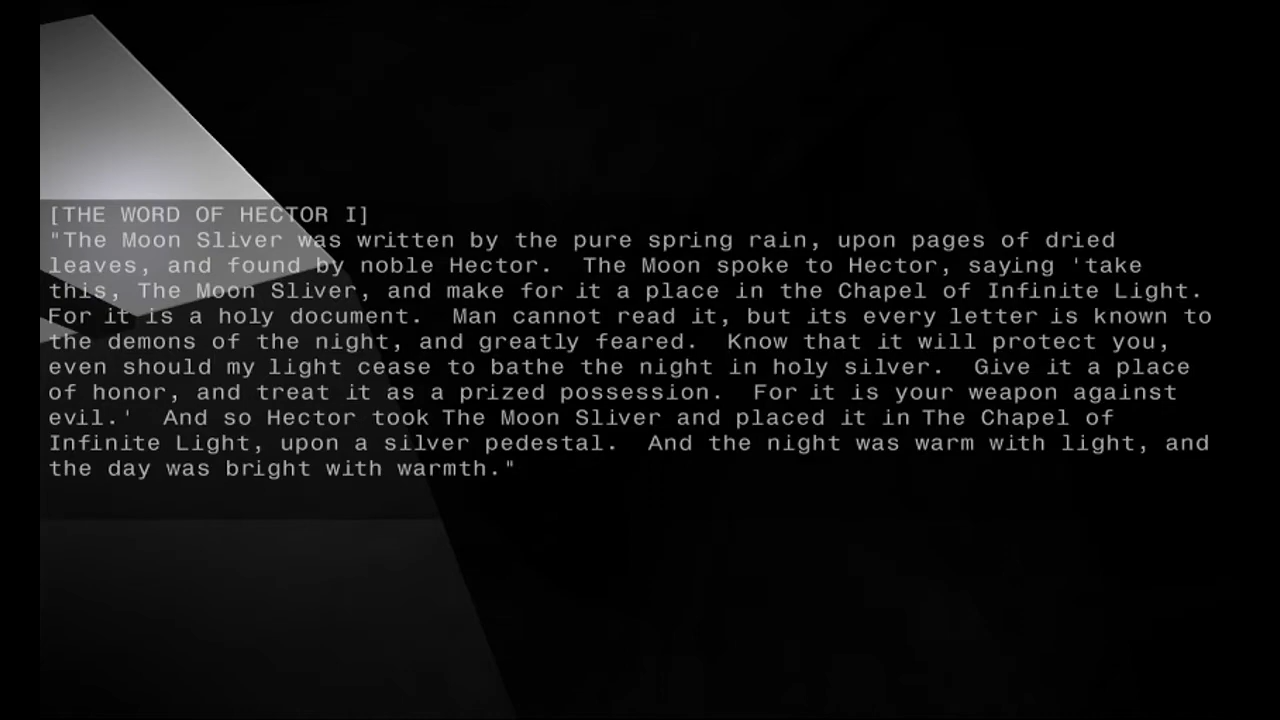 [THE WORD OF HECTOR I]
"The Moon Sliver was written by the pure spring rain, upon pages of dried
leaves, and found by noble Hector.  The Moon spoke to Hector, saying 'take
this, The Moon Sliver, and make for it a place in the Chapel of Infinite Light.
For it is a holy document.  Man cannot read it, but its every letter is known to
the demons of the night, and greatly feared.  Know that it will protect you,
even should my light cease to bathe the night in holy silver.  Give it a place
of honor, and treat it as a prized possession.  For it is your weapon against
evil.'  And so Hector took The Moon Sliver and placed it in The Chapel of
Infinite Light, upon a silver pedestal.  And the night was warm with light, and
the day was bright with warmth."